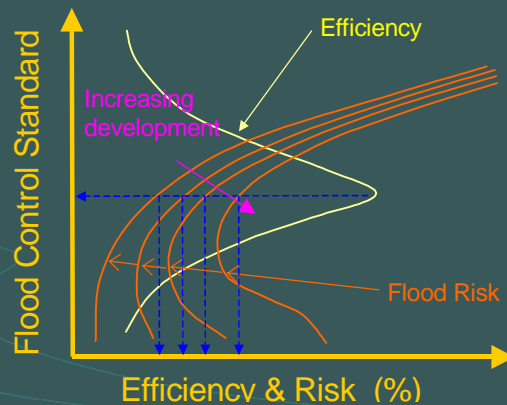 Efficiency
Flood Control Standard
Increasing
development
Flood Risk
Efficiency & Risk (%)